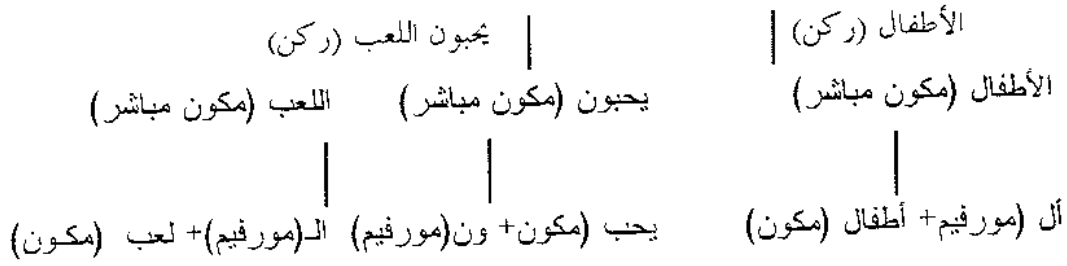 الأطفال (ركن) يحبون اللعب (ركن)
الأطفال (مكون مباشر) يحبون (مكون مباشر) اللعب (مكون مباشر)
أل (مورفيم+ أطفال (مكون) يحب (مكون+ ون(مورفيم) الـ(مورفيم)+ لعب (مكـون)